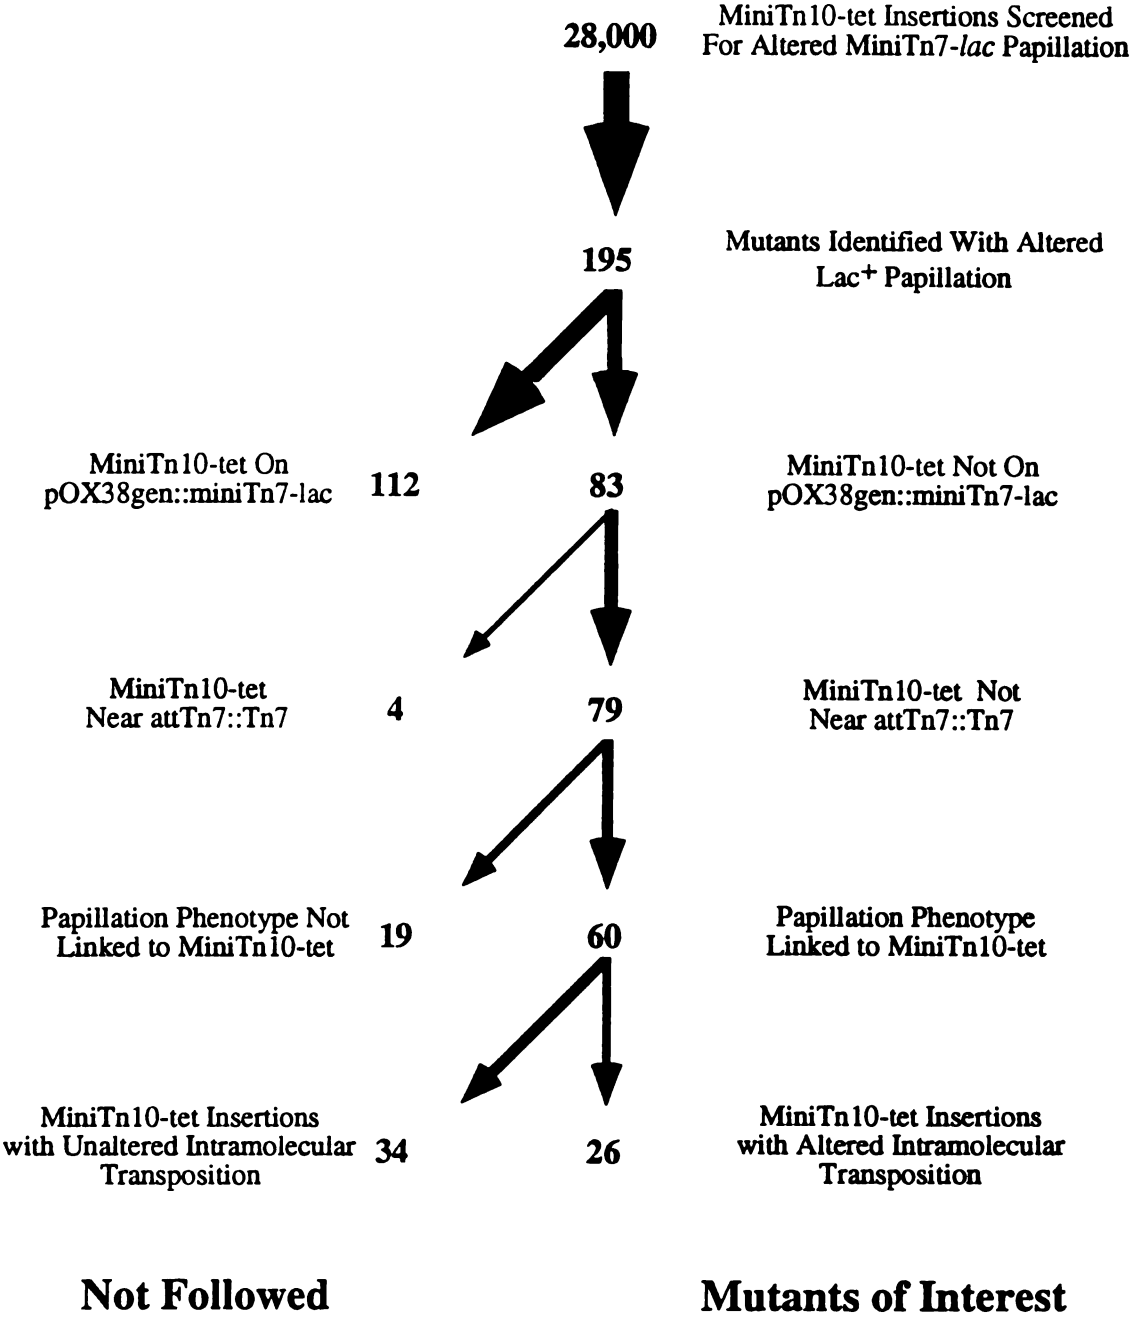 28,000
MiniTn10-tet Insertions Screened
For Altered MiniTn7-lac Papillation
195
Mutants Identified With Altered
Lac+ Papillation
MiniTn10-tet On
pOX38gen::miniTn7-lac
112
83
MiniTn10-tet Not On
pOX38gen::miniTn7-lac
MiniTn10-tet
Near attTn7::Tn7
4
79
MiniTn10-tet Not
Near attTn7::Tn7
Papillation Phenotype Not
Linked to MiniTn10-tet
19
60
Papillation Phenotype
Linked to MiniTn10-tet
MiniTn10-tet Insertions
with Unaltered Intramolecular
Transposition
34
26
MiniTn10-tet Insertions
with Altered Intramolecular
Transposition
Not Followed
Mutants of Interest